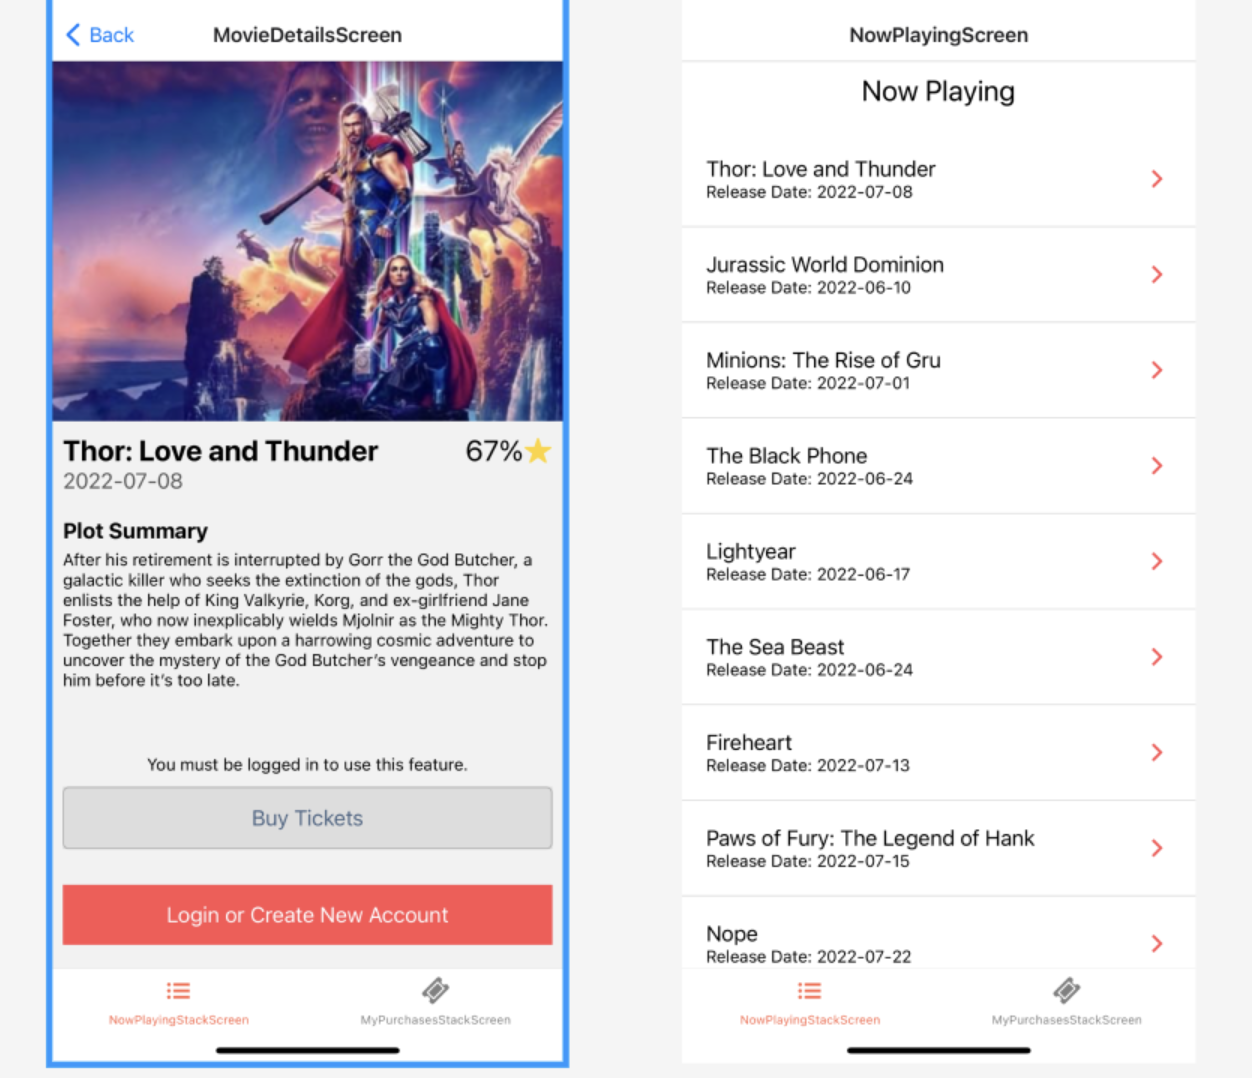 Back
MovieDetailsScreen
Thor: Love and Thunder
67%
2022-07-08
Plot Summary
After his retirement is interrupted by Gorr the God Butcher, a
galactic killer who seeks the extinction of the gods, Thor
enlists the help of King Valkyrie, Korg, and ex-girlfriend Jane
Foster, who now inexplicably wields Mjolnir as the Mighty Thor.
Together they embark upon a harrowing cosmic adventure to
uncover the mystery of the God Butcher’s vengeance and stop
him before it’s too late.
You must be logged in to use this feature.
Buy Tickets
Login or Create New Account
NowPlayingStackScreen
MyPurchasesStackScreen
NowPlayingScreen
Now Playing
Thor: Love and Thunder
Release Date: 2022-07-08
Jurassic World Dominion
Release Date: 2022-06-10
Minions: The Rise of Gru
Release Date: 2022-07-01
The Black Phone
Release Date: 2022-06-24
Lightyear
Release Date: 2022-06-17
The Sea Beast
Release Date: 2022-06-24
Fireheart
Release Date: 2022-07-13
Paws of Fury: The Legend of Hank
Release Date: 2022-07-15
Nope
Release Date: 2022-07-22
NowPlayingStackScreen
MyPurchasesStackScreen